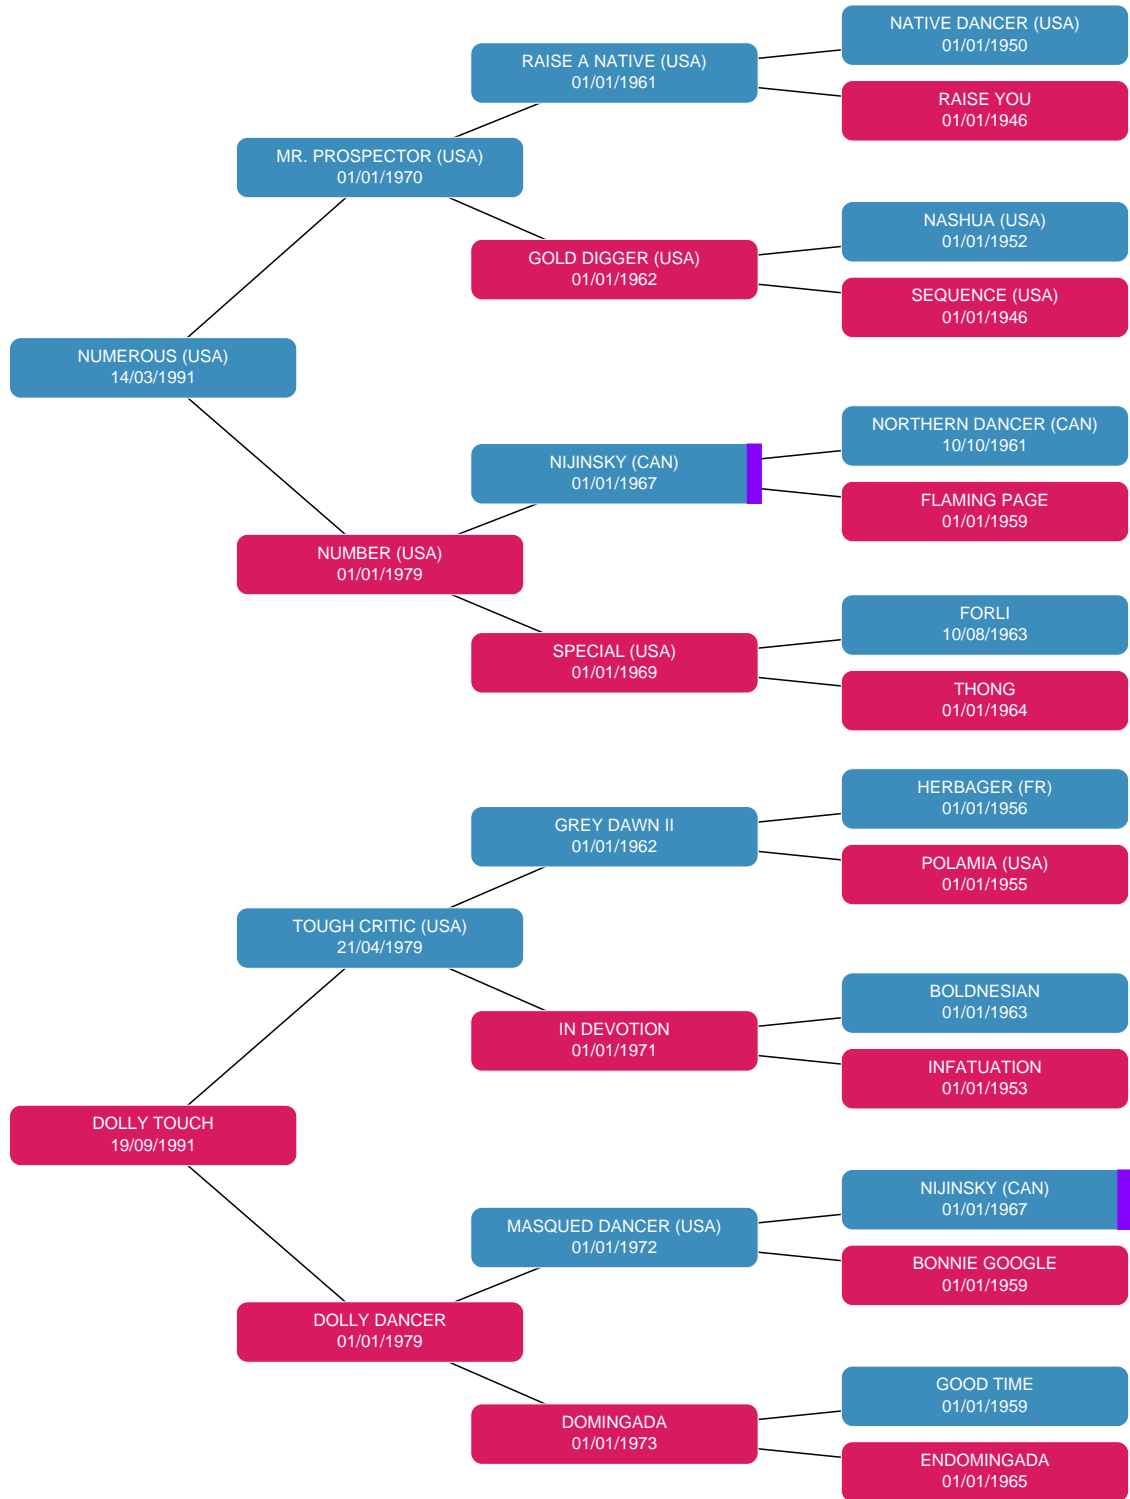 NATIVE DANCER (USA)
01/01/1950
RAISE A NATIVE (USA)
01/01/1961
RAISE YOU
01/01/1946
MR. PROSPECTOR (USA)
01/01/1970
NASHUA (USA)
01/01/1952
GOLD DIGGER (USA)
01/01/1962
SEQUENCE (USA)
01/01/1946
NUMEROUS (USA)
14/03/1991
NORTHERN DANCER (CAN)
10/10/1961
NIJINSKY (CAN)
01/01/1967
FLAMING PAGE
01/01/1959
NUMBER (USA)
01/01/1979
FORLI
10/08/1963
SPECIAL (USA)
01/01/1969
THONG
01/01/1964
HERBAGER (FR)
01/01/1956
GREY DAWN II
01/01/1962
POLAMIA (USA)
01/01/1955
TOUGH CRITIC (USA)
21/04/1979
BOLDNESIAN
01/01/1963
IN DEVOTION
01/01/1971
INFATUATION
01/01/1953
DOLLY TOUCH
19/09/1991
NIJINSKY (CAN)
01/01/1967
MASQUED DANCER (USA)
01/01/1972
BONNIE GOOGLE
01/01/1959
DOLLY DANCER
01/01/1979
GOOD TIME
01/01/1959
DOMINGADA
01/01/1973
ENDOMINGADA
01/01/1965